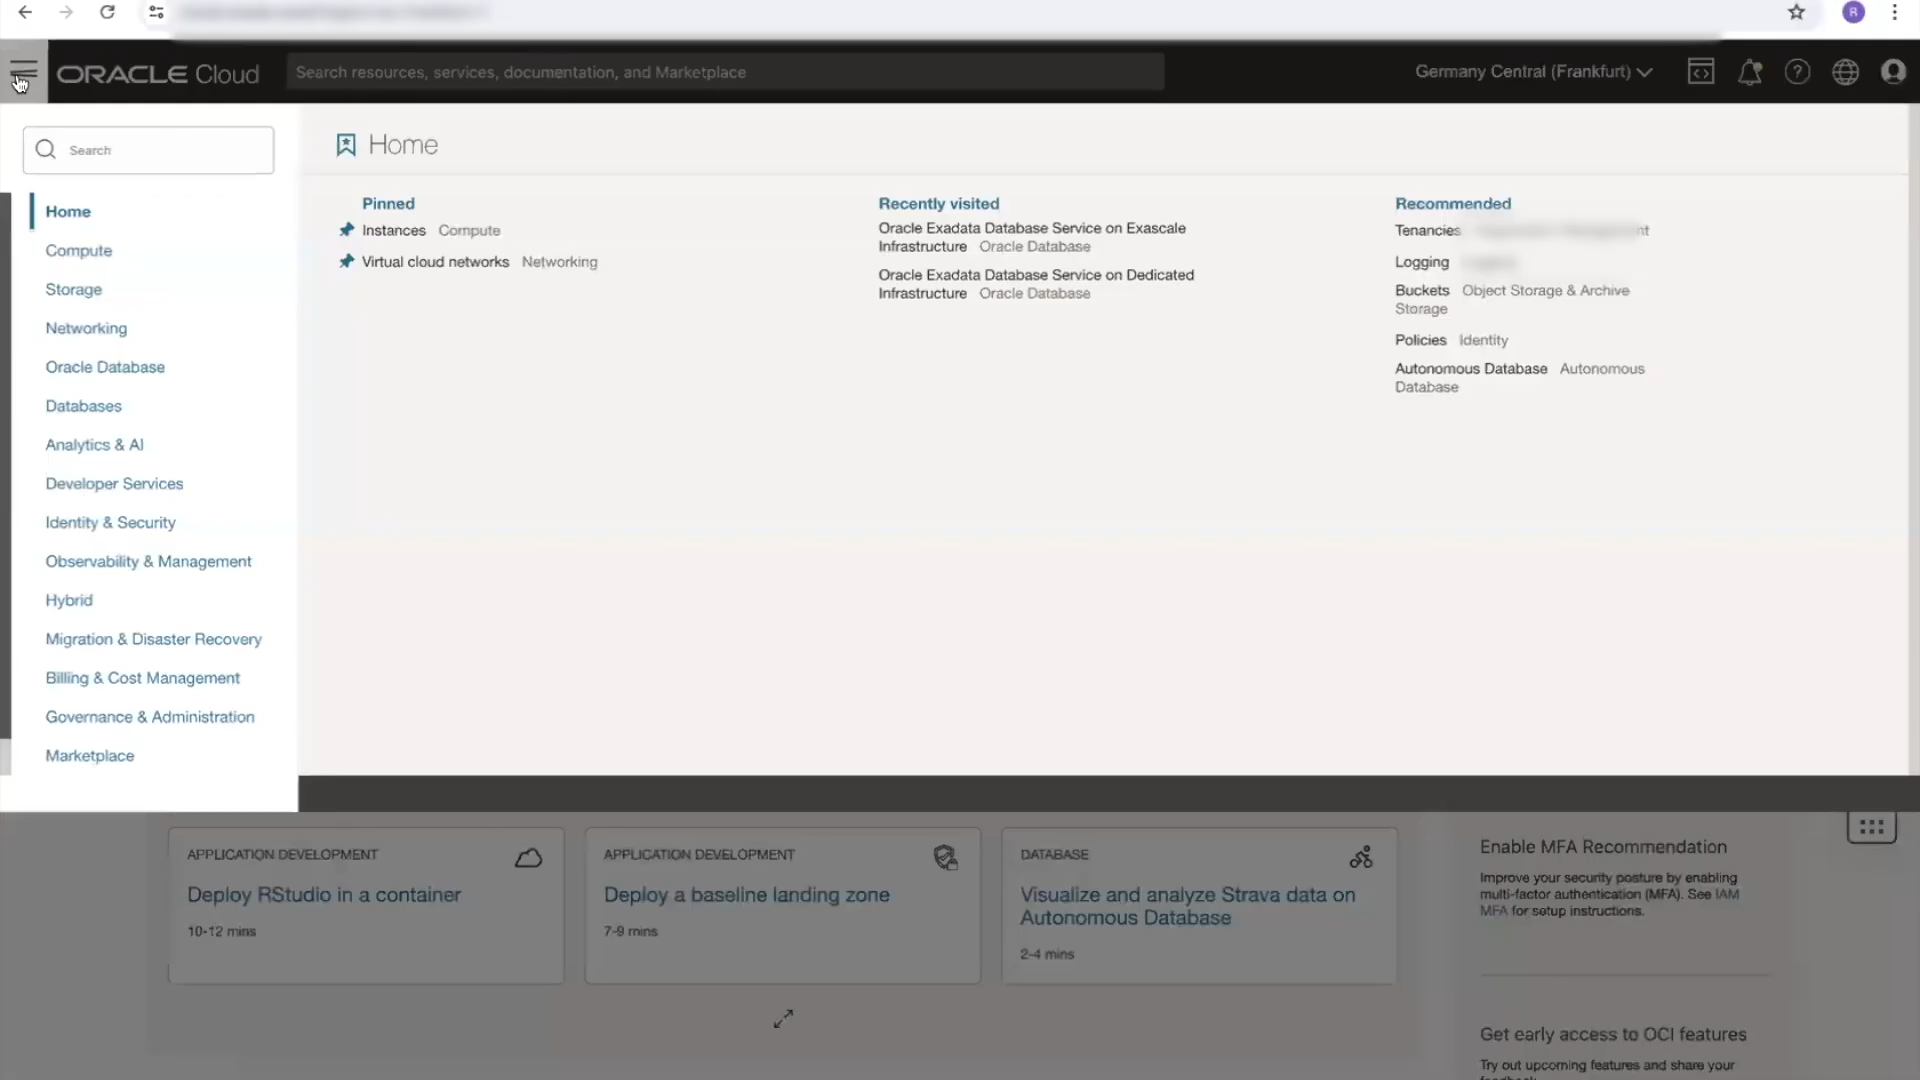 ORACLE Cloud
Search resources, services, documentation, and Marketplace
Germany Central (Frankfurt)
R
Search
Home
Compute
Storage
Networking
Oracle Database
Databases
Analytics & AI
Developer Services
Identity & Security
Observability & Management
Hybrid
Migration & Disaster Recovery
Billing & Cost Management
Governance & Administration
Marketplace
Home
Pinned
Instances Compute
Virtual cloud networks Networking
Recently visited
Oracle Exadata Database Service on Exascale
Infrastructure Oracle Database
Oracle Exadata Database Service on Dedicated
Infrastructure Oracle Database
Recommended
Tenancies
Logging
Buckets Object Storage & Archive
Storage
Policies Identity
Autonomous Database Autonomous
Database
APPLICATION DEVELOPMENT
Deploy RStudio in a container
10-12 mins
APPLICATION DEVELOPMENT
Deploy a baseline landing zone
7-9 mins
DATABASE
Visualize and analyze Strava data on
Autonomous Database
2-4 mins
Enable MFA Recommendation
Improve your security posture by enabling
multi-factor authentication (MFA). See IAM
MFA for setup instructions.
Get early access to OCI features
Try out upcoming features and share your